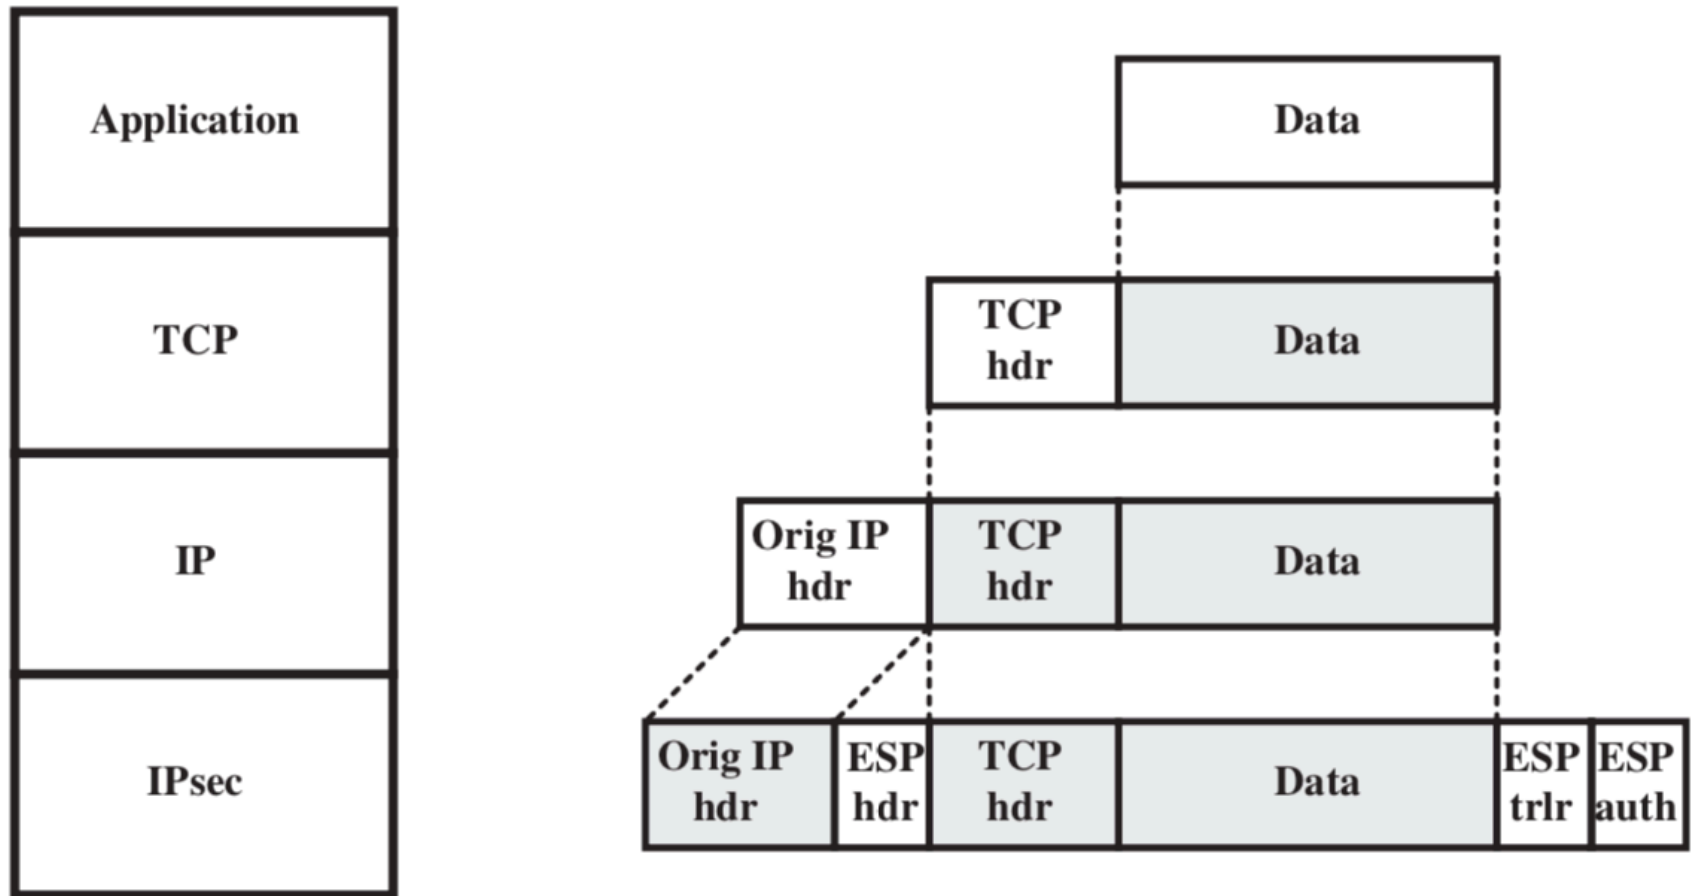 Application
Data
TCP
TCP
hdr
Data
IP
Orig IP
hdr
TCP
hdr
Data
IPsec
Orig IP
hdr
ESP
hdr
TCP
hdr
Data
ESP
trlr
ESP
auth